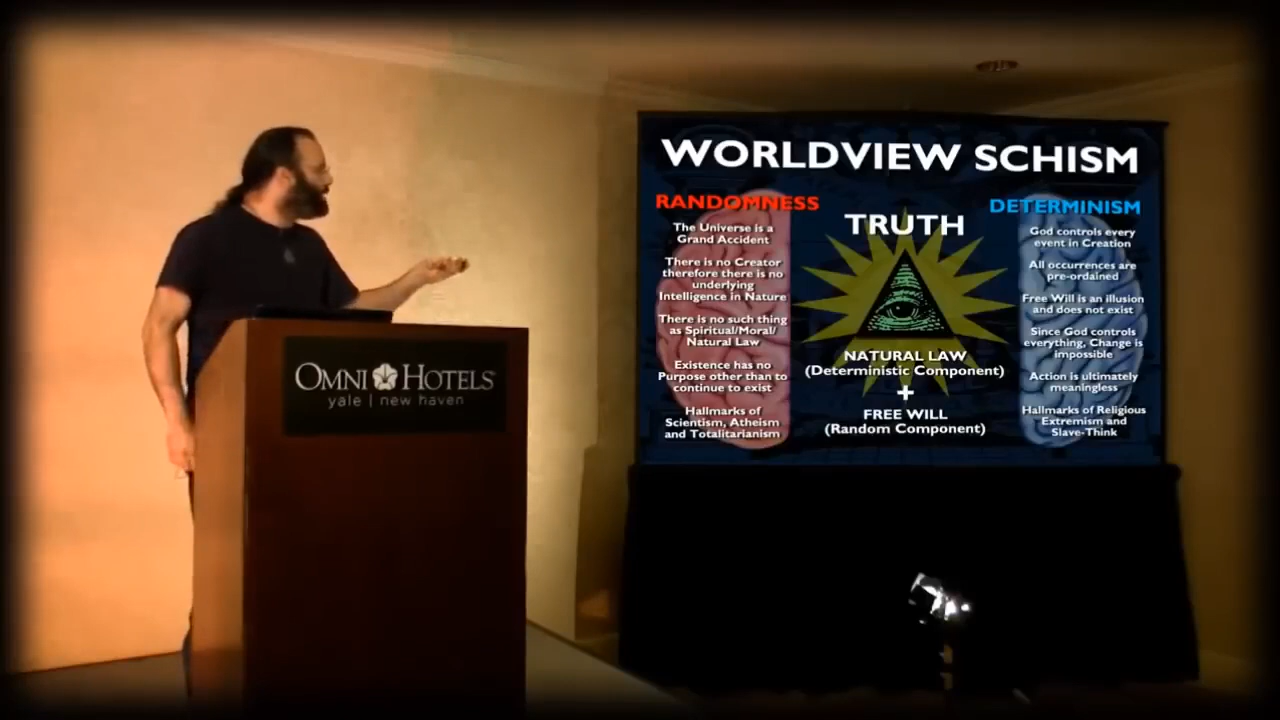 OMNI HOTELS
yale | new haven
WORLDVIEW SCHISM
RANDOMNESS
The Universe is a
Grand Accident
There is no Creator
therefore there is no
underlying
Intelligence in Nature
There is no such thing
as Spiritual/Moral/
Natural Law
Existence has no
Purpose other than to
continue to exist
Hallmarks of
Scientism, Atheism
and Totalitarianism
TRUTH
NATURAL LAW
(Deterministic Component)
+
FREE WILL
(Random Component)
DETERMINISM
God controls every
event in Creation
All occurrences are
pre-ordained
Free Will is an illusion
and does not exist
Since God controls
everything, Change is
impossible
Action is ultimately
meaningless
Hallmarks of Religious
Extremism and
Slave-Think